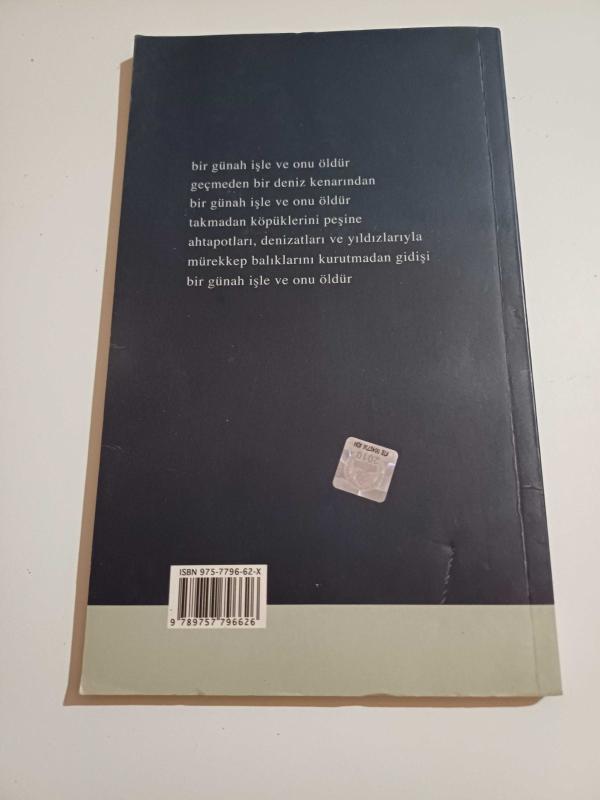 bir günah işle ve onu öldür
geçmeden bir deniz kenarından
bir günah işle ve onu öldür
takmadan köpüklerini peşine
ahtapotları, denizatları ve yıldızlarıyla
mürekkep balıklarını kurutmadan gidişi
bir günah işle ve onu öldür
2010
ISBN 975-7796-62-X
9 789757 796626